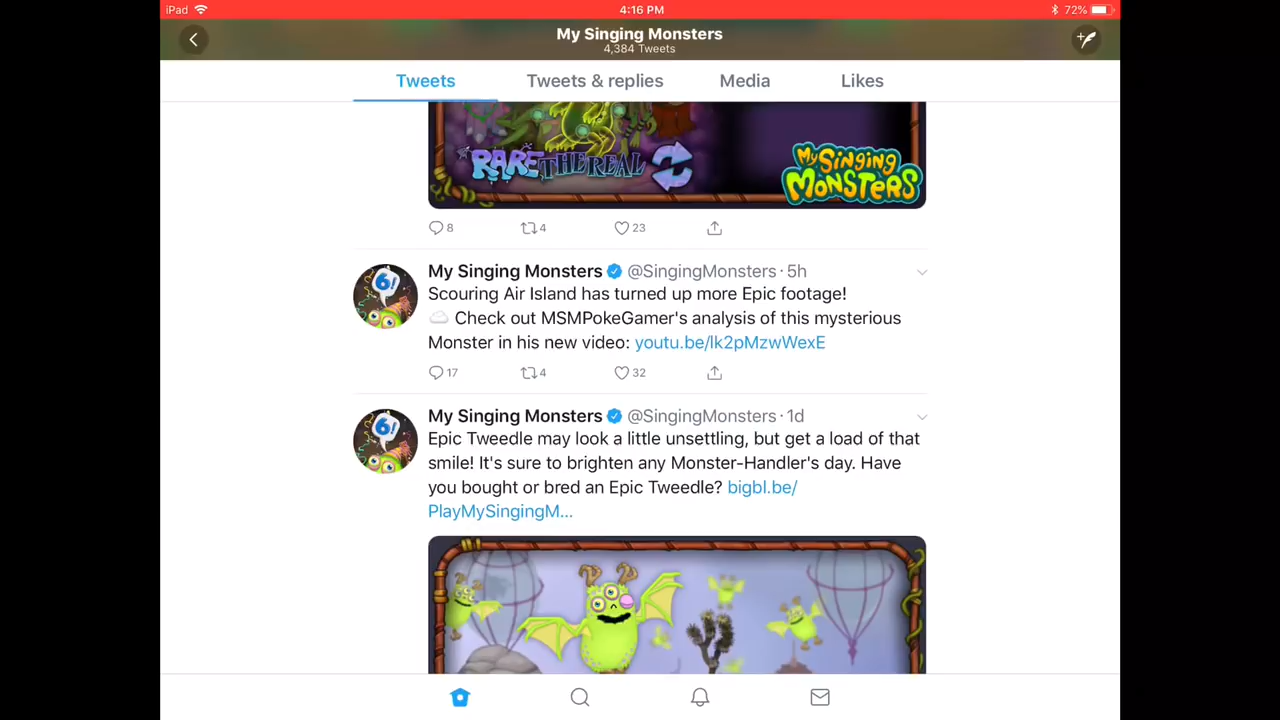 iPad 4:16 PM 72%
My Singing Monsters
4,384 Tweets
Tweets Tweets & replies Media Likes
RARETHEREAL
My Singing
MONSTERS
8 4 23
My Singing Monsters @SingingMonsters · 5h
Scouring Air Island has turned up more Epic footage!
Check out MSMPokeGamer's analysis of this mysterious
Monster in his new video: youtu.be/lk2pMzwWexE
17 4 32
My Singing Monsters @SingingMonsters · 1d
Epic Tweedle may look a little unsettling, but get a load of that
smile! It's sure to brighten any Monster-Handler's day. Have
you bought or bred an Epic Tweedle? bigbl.be/
PlayMySingingM...
6!
6!